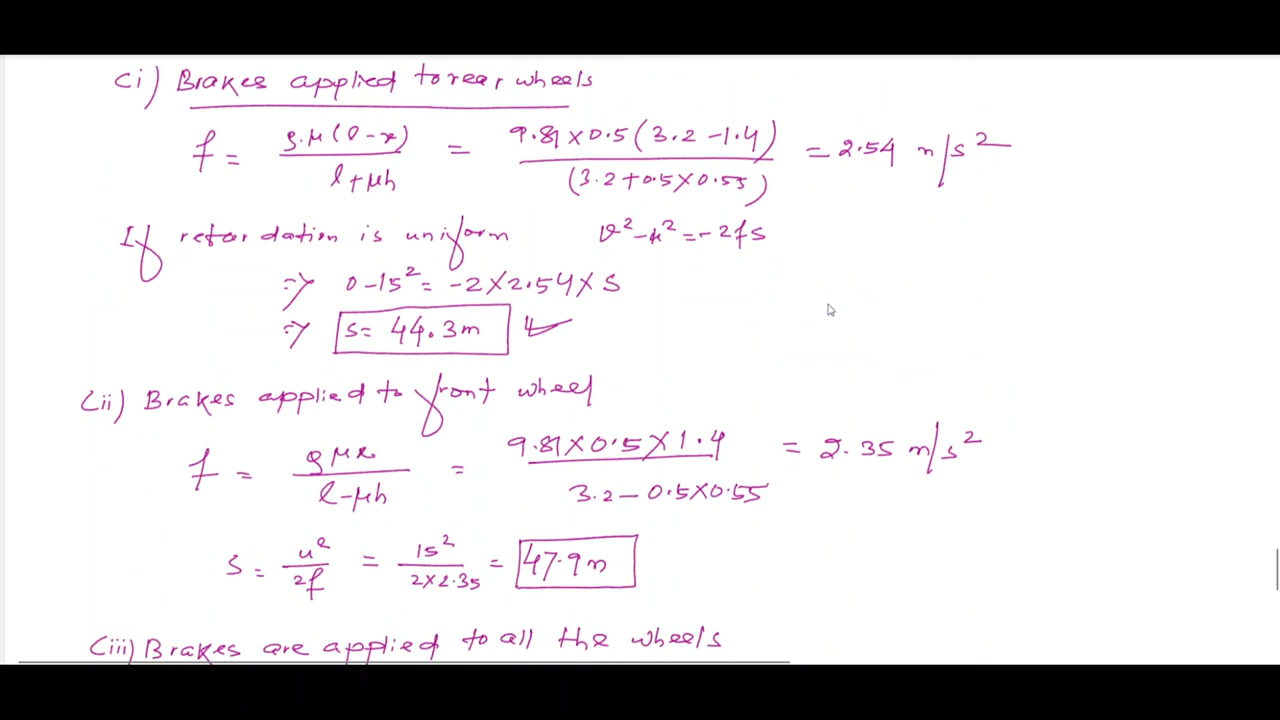 (i) Brakes applied to rear wheels
f = g.μ(l-x) / l+μh = 9.81×0.5(3.2-1.4) / (3.2+0.5×0.55) = 2.54 m/s²
If retardation is uniform v²-u²=-2fs
⇒ 0-15² = -2×2.54×s
⇒ s= 44.3m
(ii) Brakes applied to front wheel
f = gμx / l-μh = 9.81×0.5×1.4 / 3.2-0.5×0.55 = 2.35 m/s²
s = u² / 2f = 15² / 2×2.35 = 47.9m
(iii) Brakes are applied to all the wheels